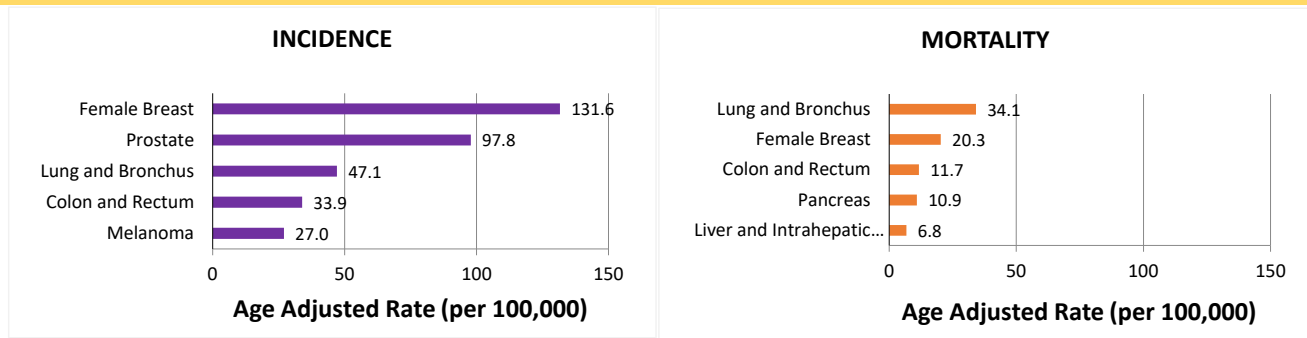 INCIDENCE
Female Breast 131.6
Prostate 97.8
Lung and Bronchus 47.1
Colon and Rectum 33.9
Melanoma 27.0
0 50 100 150
Age Adjusted Rate (per 100,000)
MORTALITY
Lung and Bronchus 34.1
Female Breast 20.3
Colon and Rectum 11.7
Pancreas 10.9
Liver and Intrahepatic... 6.8
0 50 100 150
Age Adjusted Rate (per 100,000)